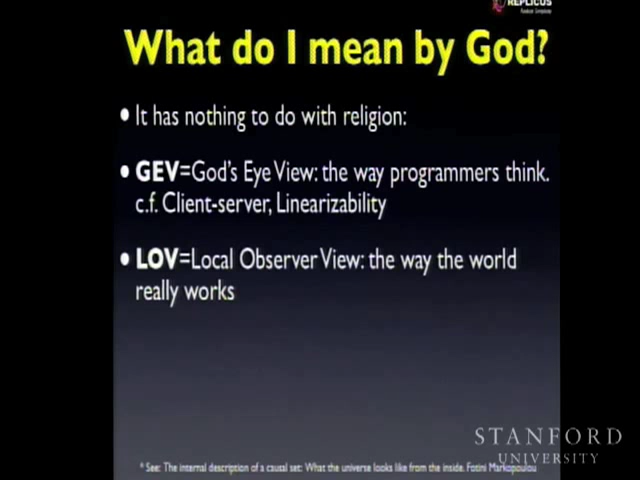 REPLICUS
What do I mean by God?
• It has nothing to do with religion:
• GEV=God's Eye View: the way programmers think.
c.f. Client-server, Linearizability
• LOV=Local Observer View: the way the world
really works
STANFORD
UNIVERSITY
* See: The internal description of a causal set: What the universe looks like from the inside. Fotini Markopoulou